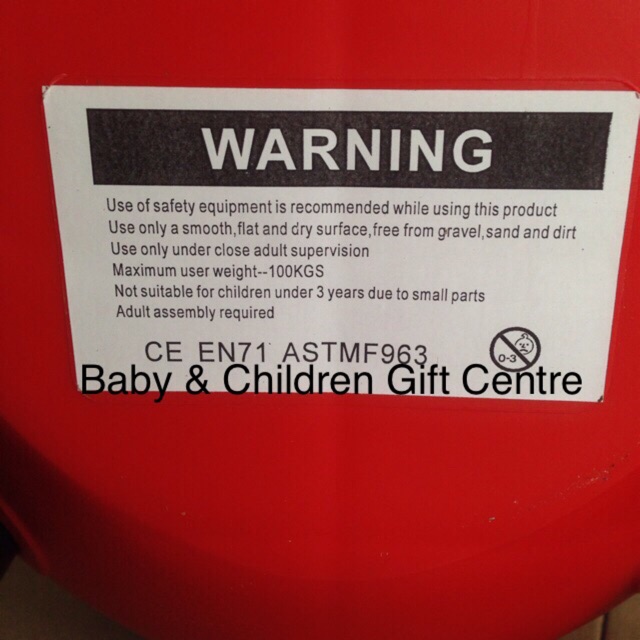 WARNING
Use of safety equipment is recommended while using this product
Use only a smooth,flat and dry surface,free from gravel,sand and dirt
Use only under close adult supervision
Maximum user weight--100KGS
Not suitable for children under 3 years due to small parts
Adult assembly required
CE EN71 ASTMF963
0-3
Baby & Children Gift Centre